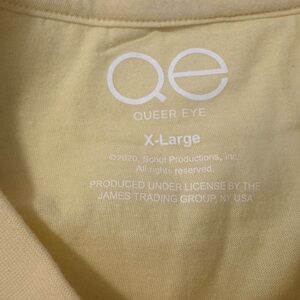 Qe
QUEER EYE
X-Large
©2020, Scout Productions, Inc.
All rights reserved.
PRODUCED UNDER LICENSE BY THE
JAMES TRADING GROUP, NY USA